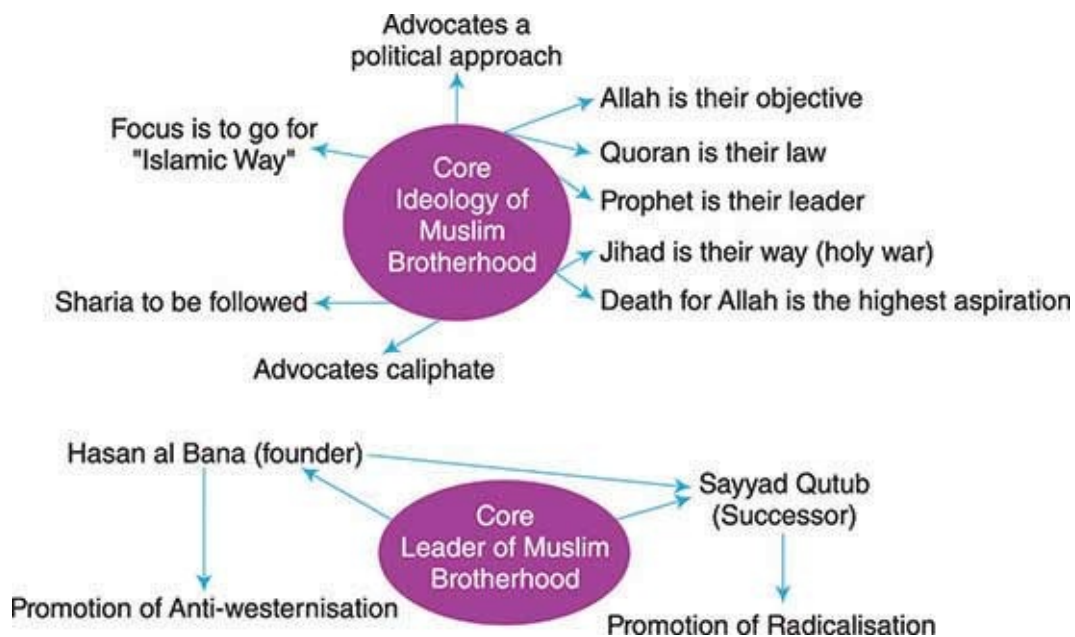 Advocates a
political approach
Focus is to go for
"Islamic Way"
Core
Ideology of
Muslim
Brotherhood
Allah is their objective
Quoran is their law
Prophet is their leader
Jihad is their way (holy war)
Death for Allah is the highest aspiration
Sharia to be followed
Advocates caliphate
Hasan al Bana (founder)
Sayyad Qutub
(Successor)
Core
Leader of Muslim
Brotherhood
Promotion of Anti-westernisation
Promotion of Radicalisation